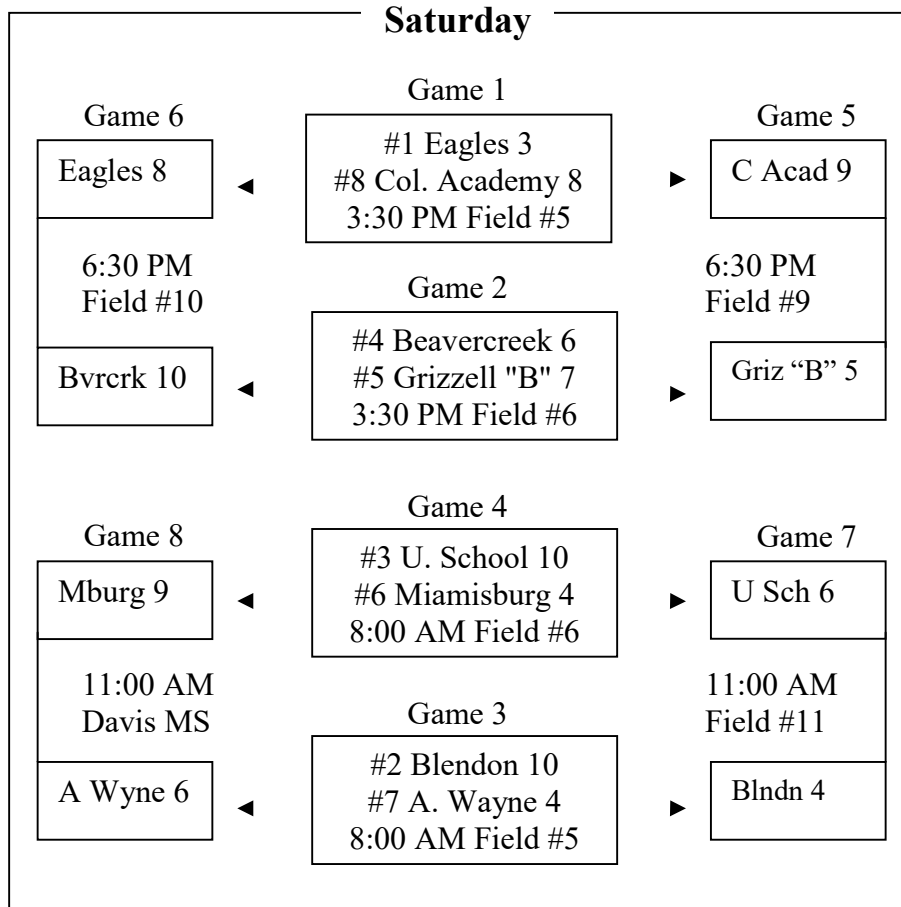 Saturday
Game 6
Eagles 8
6:30 PM
Field #10
Bvrcrk 10
Game 1
#1 Eagles 3
#8 Col. Academy 8
3:30 PM Field #5
Game 2
#4 Beavercreek 6
#5 Grizzell "B" 7
3:30 PM Field #6
Game 5
C Acad 9
6:30 PM
Field #9
Griz “B” 5
Game 8
Mburg 9
11:00 AM
Davis MS
A Wyne 6
Game 4
#3 U. School 10
#6 Miamisburg 4
8:00 AM Field #6
Game 3
#2 Blendon 10
#7 A. Wayne 4
8:00 AM Field #5
Game 7
U Sch 6
11:00 AM
Field #11
Blndn 4